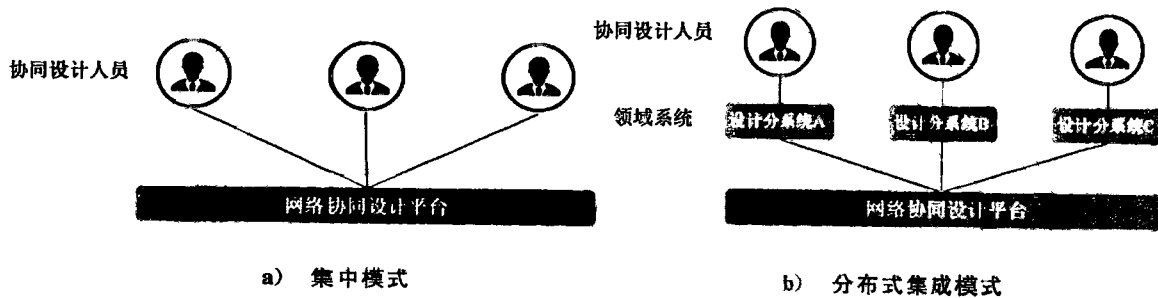 协同设计人员
网络协同设计平台
a) 集中模式
协同设计人员
领域系统
设计分系统A 设计分系统B 设计分系统C
网络协同设计平台
b) 分布式集成模式